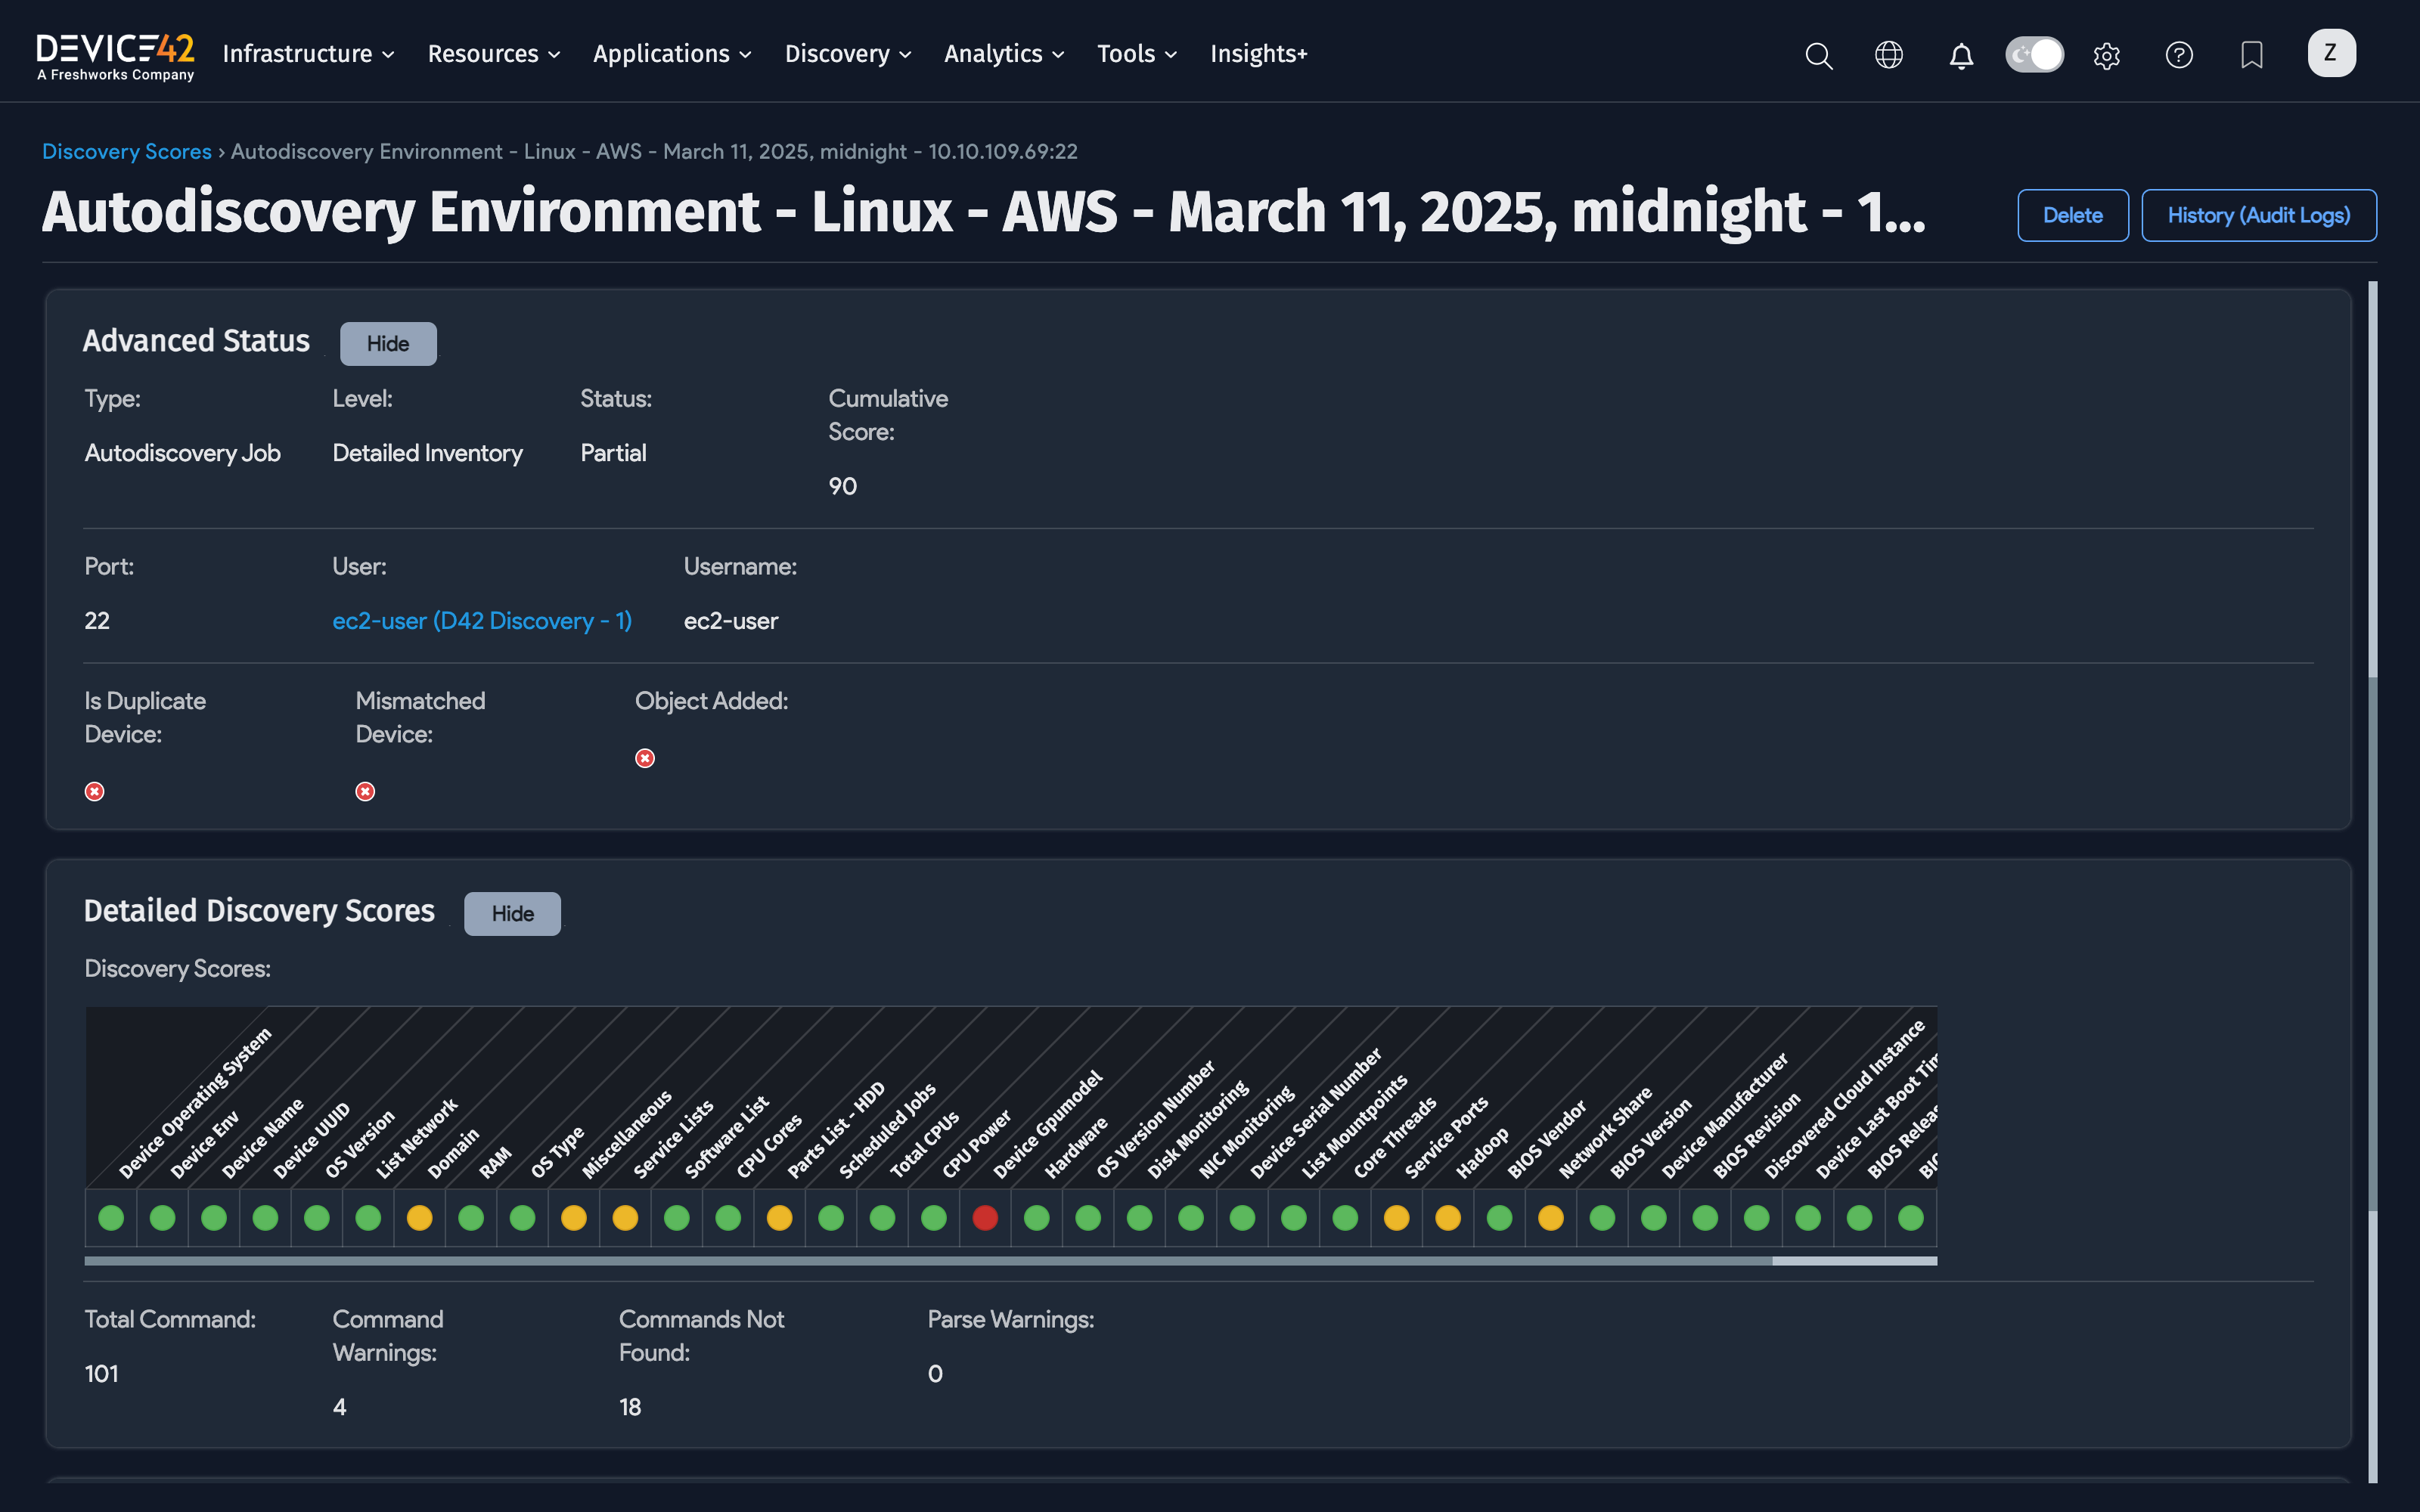 DEVICE42
A Freshworks Company
Infrastructure
Resources
Applications
Discovery
Analytics
Tools
Insights+
Z
Discovery Scores › Autodiscovery Environment - Linux - AWS - March 11, 2025, midnight - 10.10.109.69:22
Autodiscovery Environment - Linux - AWS - March 11, 2025, midnight - 1...
Delete
History (Audit Logs)
Advanced Status
Hide
Type:
Autodiscovery Job
Level:
Detailed Inventory
Status:
Partial
Cumulative
Score:
90
Port:
22
User:
ec2-user (D42 Discovery - 1)
Username:
ec2-user
Is Duplicate
Device:
Mismatched
Device:
Object Added:
Detailed Discovery Scores
Hide
Discovery Scores:
Device Operating System
Device Env
Device Name
Device UUID
OS Version
List Network
Domain
RAM
OS Type
Miscellaneous
Service Lists
Software List
CPU Cores
Parts List - HDD
Scheduled Jobs
Total CPUs
CPU Power
Device Gpumodel
Hardware
OS Version Number
Disk Monitoring
NIC Monitoring
Device Serial Number
List Mountpoints
Core Threads
Service Ports
Hadoop
BIOS Vendor
Network Share
BIOS Version
Device Manufacturer
BIOS Revision
Discovered Cloud Instance
Device Last Boot Tim
BIOS Releas
BIO
Total Command:
101
Command
Warnings:
4
Commands Not
Found:
18
Parse Warnings:
0